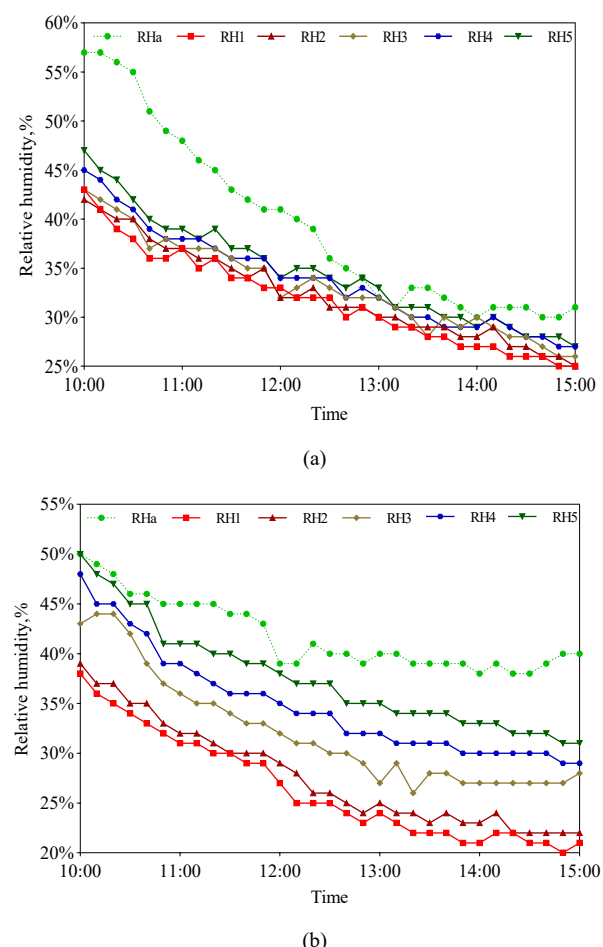 60%
RHa RH1 RH2 RH3 RH4 RH5
55%
50%
45%
40%
35%
30%
25%
Relative humidity,%
10:00 11:00 12:00 13:00 14:00 15:00
Time
(a)
55%
RHa RH1 RH2 RH3 RH4 RH5
50%
45%
40%
35%
30%
25%
20%
Relative humidity,%
10:00 11:00 12:00 13:00 14:00 15:00
Time
(b)